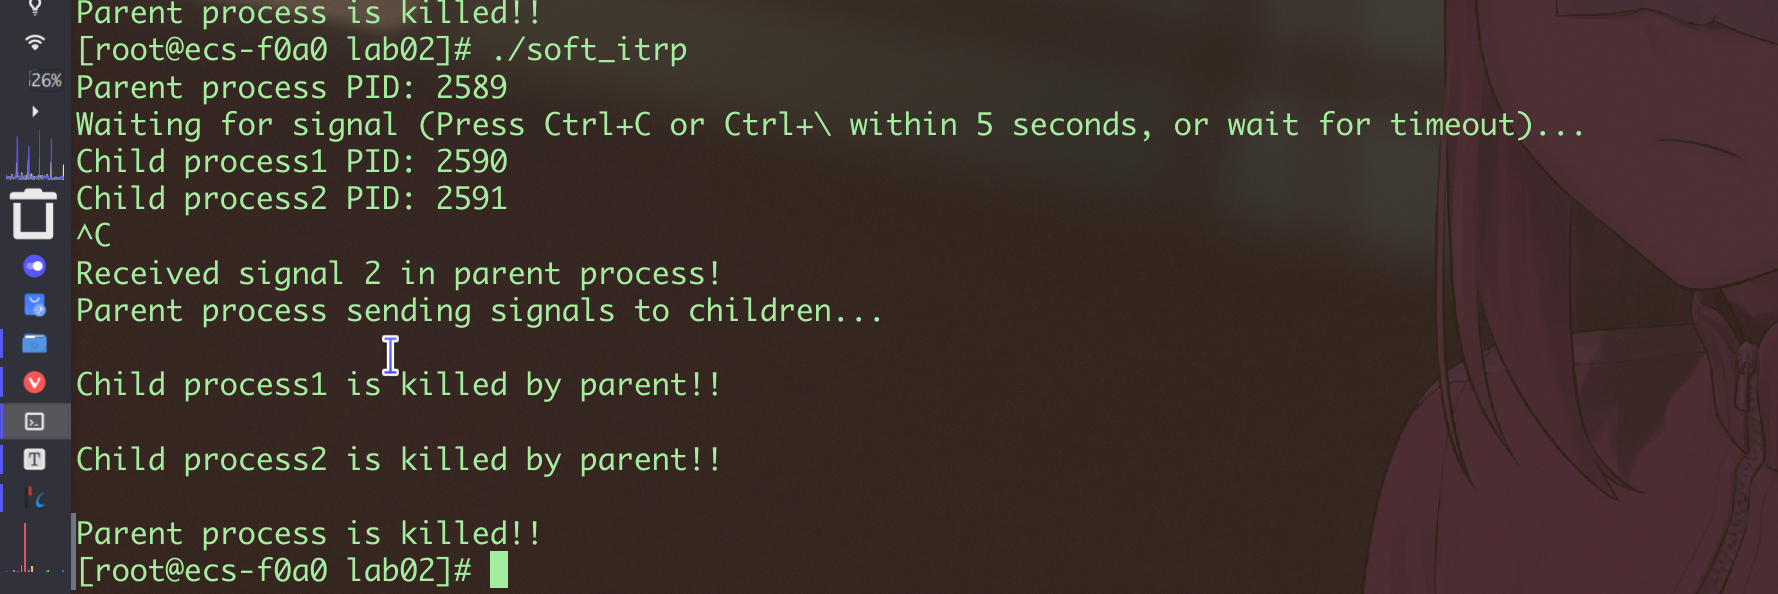 Parent process is killed!!
[root@ecs-f0a0 lab02]# ./soft_itrp
26%
Parent process PID: 2589
Waiting for signal (Press Ctrl+C or Ctrl+\ within 5 seconds, or wait for timeout)...
Child process1 PID: 2590
Child process2 PID: 2591
^C
Received signal 2 in parent process!
Parent process sending signals to children...
Child process1 is killed by parent!!
Child process2 is killed by parent!!
Parent process is killed!!
[root@ecs-f0a0 lab02]#